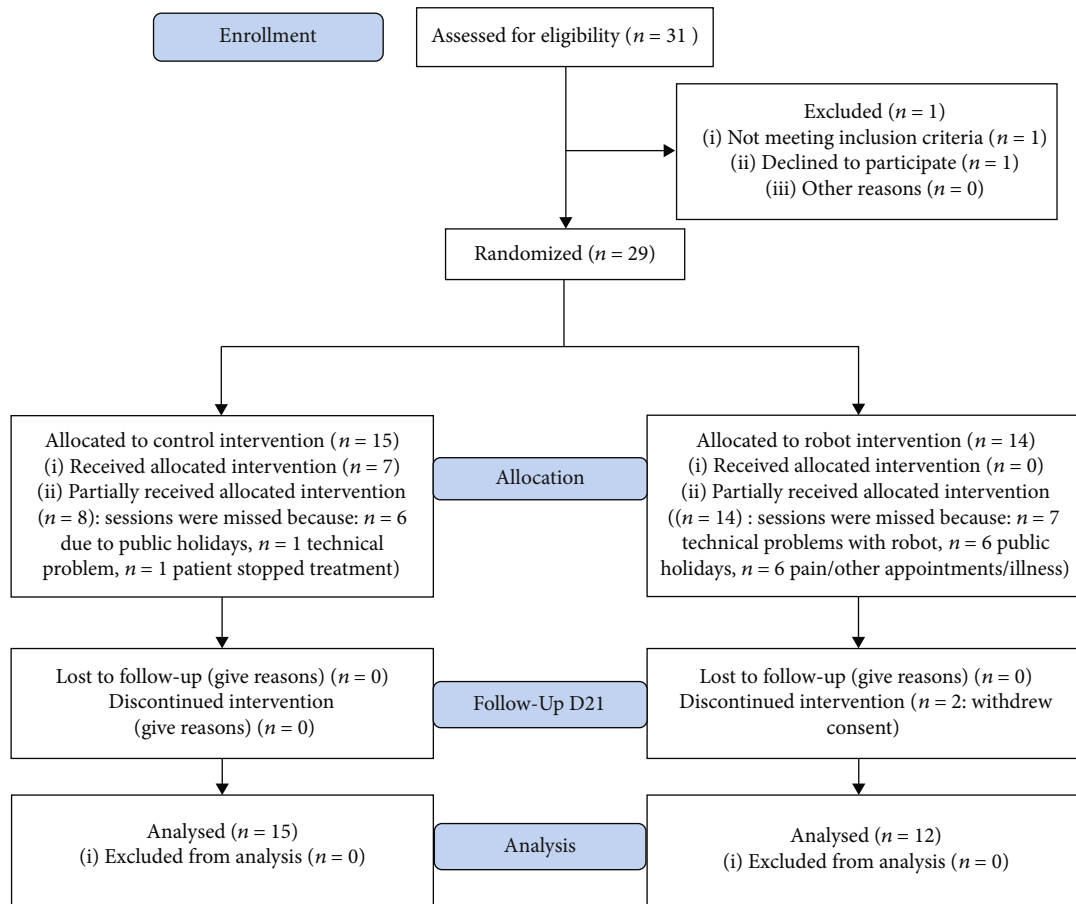 Enrollment
Assessed for eligibility (n = 31 )
Excluded (n = 1)
(i) Not meeting inclusion criteria (n = 1)
(ii) Declined to participate (n = 1)
(iii) Other reasons (n = 0)
Randomized (n = 29)
Allocated to control intervention (n = 15)
(i) Received allocated intervention (n = 7)
(ii) Partially received allocated intervention
(n = 8): sessions were missed because: n = 6
due to public holidays, n = 1 technical
problem, n = 1 patient stopped treatment)
Allocation
Allocated to robot intervention (n = 14)
(i) Received allocated intervention (n = 0)
(ii) Partially received allocated intervention
((n = 14) : sessions were missed because: n = 7
technical problems with robot, n = 6 public
holidays, n = 6 pain/other appointments/illness)
Lost to follow-up (give reasons) (n = 0)
Discontinued intervention
(give reasons) (n = 0)
Follow-Up D21
Lost to follow-up (give reasons) (n = 0)
Discontinued intervention (n = 2: withdrew
consent)
Analysed (n = 15)
(i) Excluded from analysis (n = 0)
Analysis
Analysed (n = 12)
(i) Excluded from analysis (n = 0)